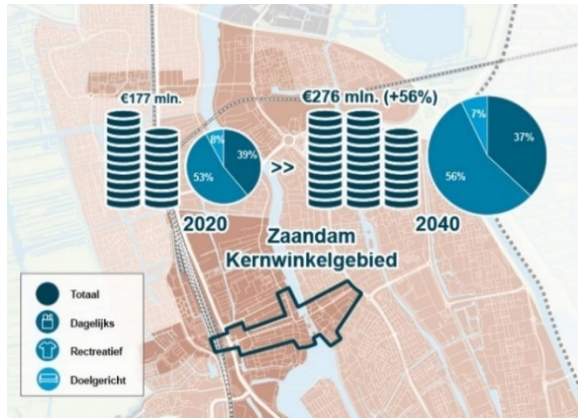 €177 mln.
€276 mln. (+56%)
8%
39%
53%
>>
7%
37%
56%
2020
2040
Zaandam
Kernwinkelgebied
Totaal
Dagelijks
Rectreatief
Doelgericht